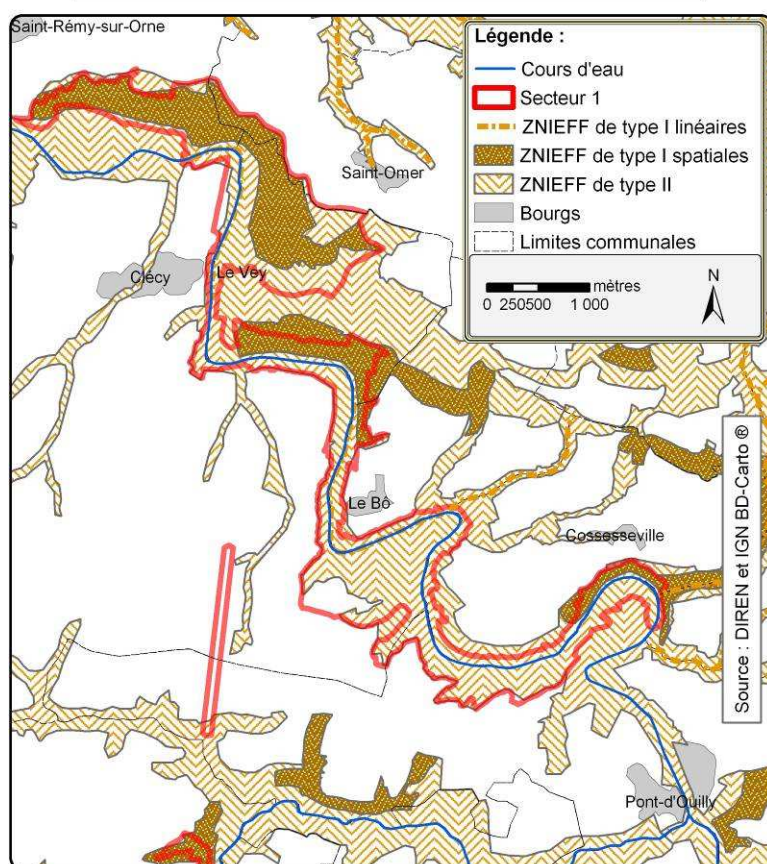 Saint-Rémy-sur-Orne
Légende :
Cours d'eau
Secteur 1
ZNIEFF de type I linéaires
ZNIEFF de type I spatiales
ZNIEFF de type II
Bourgs
Limites communales
mètres
0 250500 1 000
N
Saint-Omer
Clécy
Le Vey
Le Bô
Cossesseville
Pont-d'Ouilly
Source : DIREN et IGN BD-Carto ®